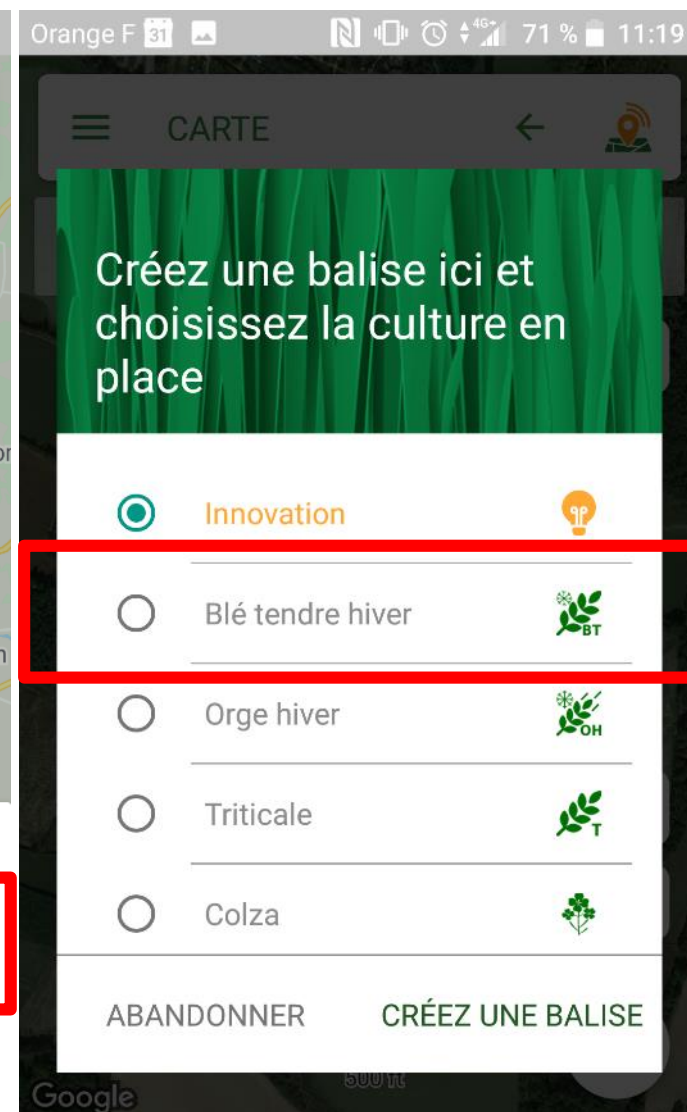 Orange F 31 4G+ 71 % 11:19
CARTE
Créez une balise ici et
choisissez la culture en
place
Innovation
Blé tendre hiver
BT
Orge hiver
OH
Triticale
T
Colza
ABANDONNER CRÉEZ UNE BALISE
500 ft
Google